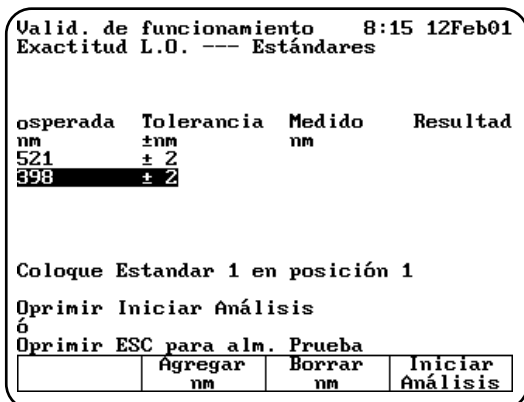 Valid. de funcionamiento 8:15 12Feb01
Exactitud L.O. --- Estándares
osperada Tolerancia Medido Resultad
nm ±nm nm
521 ± 2
398 ± 2
Coloque Estandar 1 en posición 1
Oprimir Iniciar Análisis
ó
Oprimir ESC para alm. Prueba
Agregar Borrar Iniciar
nm nm Análisis